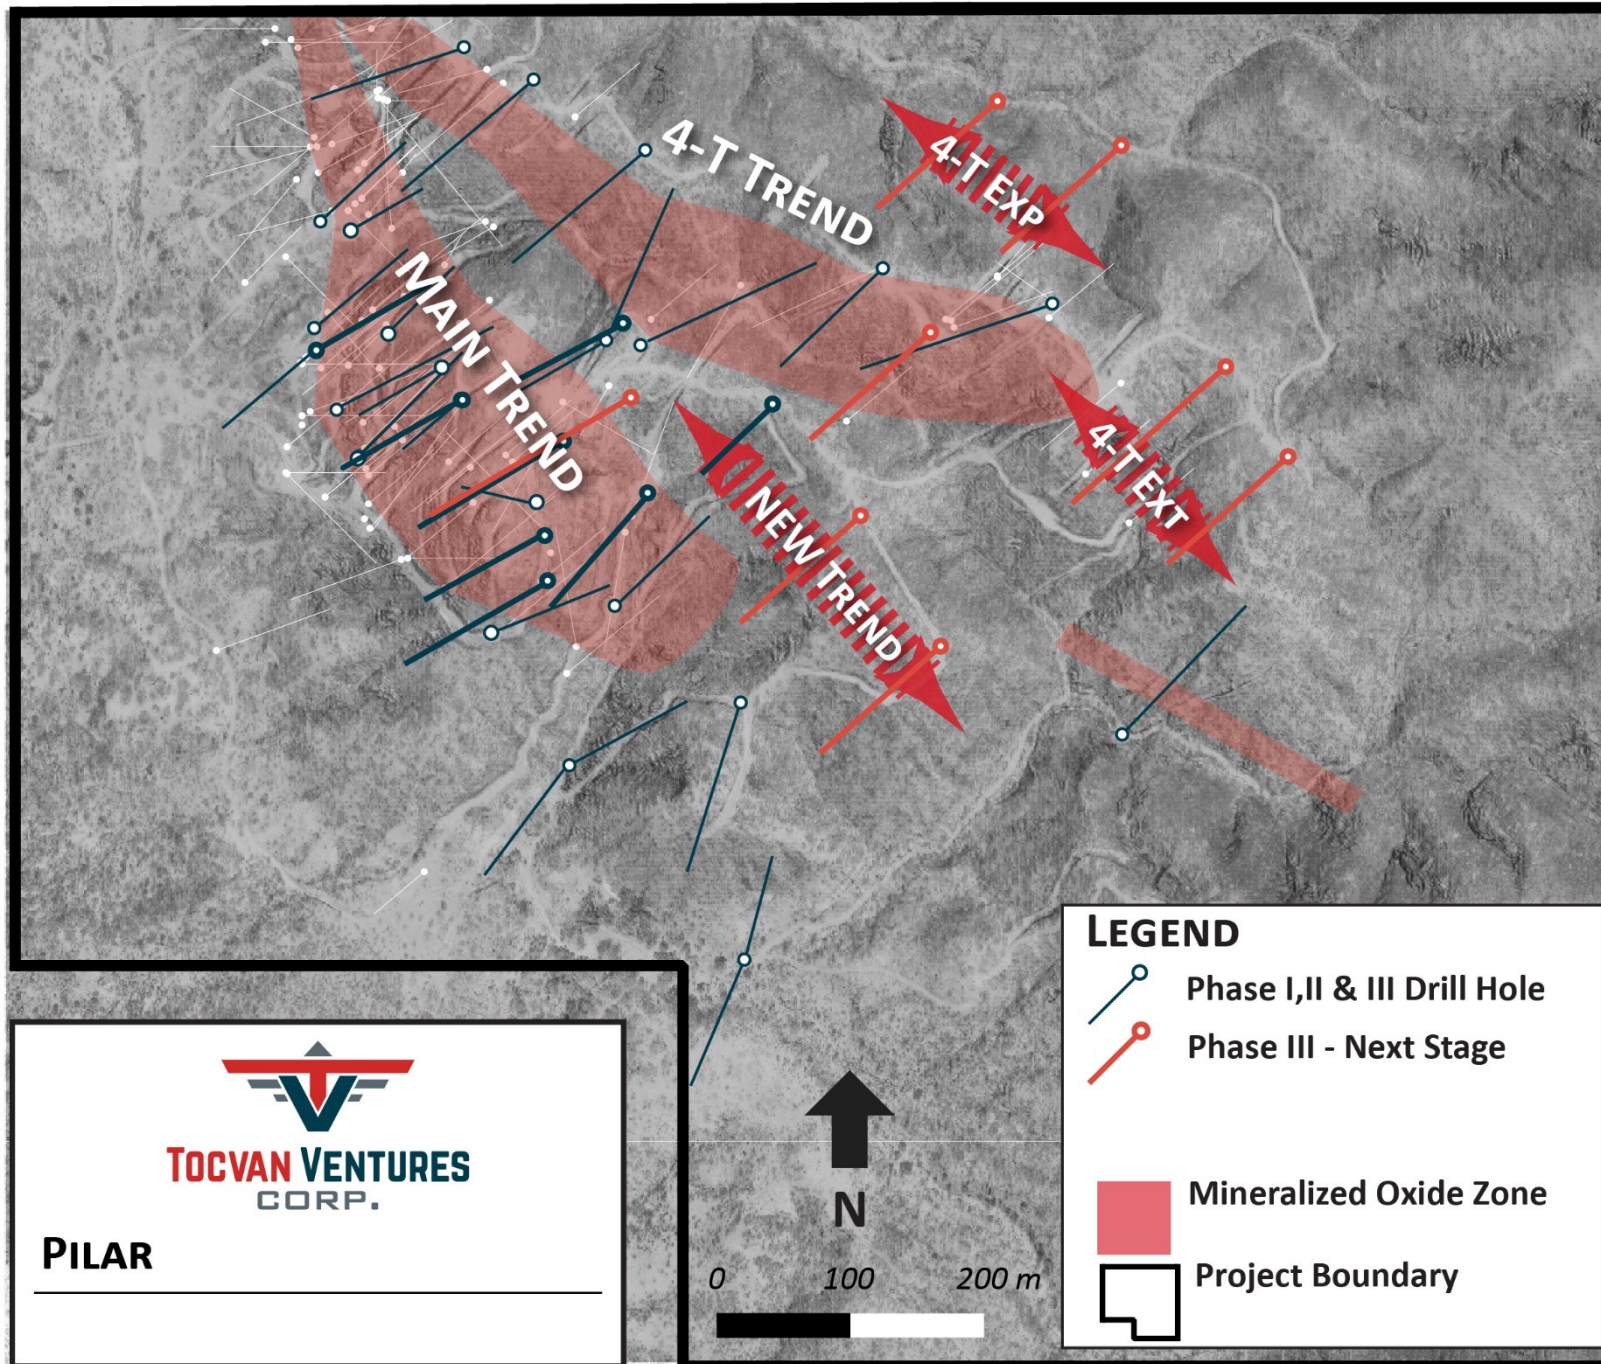 4-T TREND
4-T EXP
MAIN TREND
4-T EXT
NEW TREND
LEGEND
Phase I,II & III Drill Hole
Phase III - Next Stage
Mineralized Oxide Zone
Project Boundary
N
0 100 200 m
TOCVAN VENTURES
CORP.
PILAR